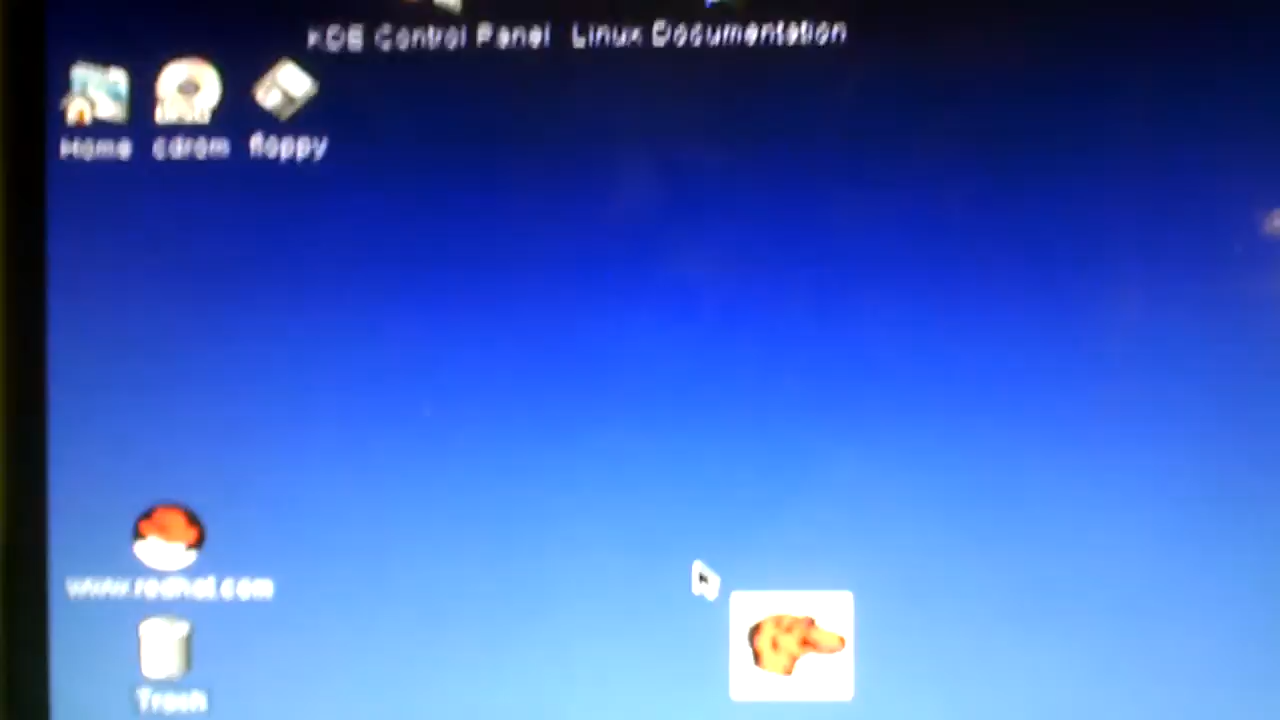 KDE Control Panel
Linux Documentation
Home
cdrom
floppy
www.redhat.com
Trash